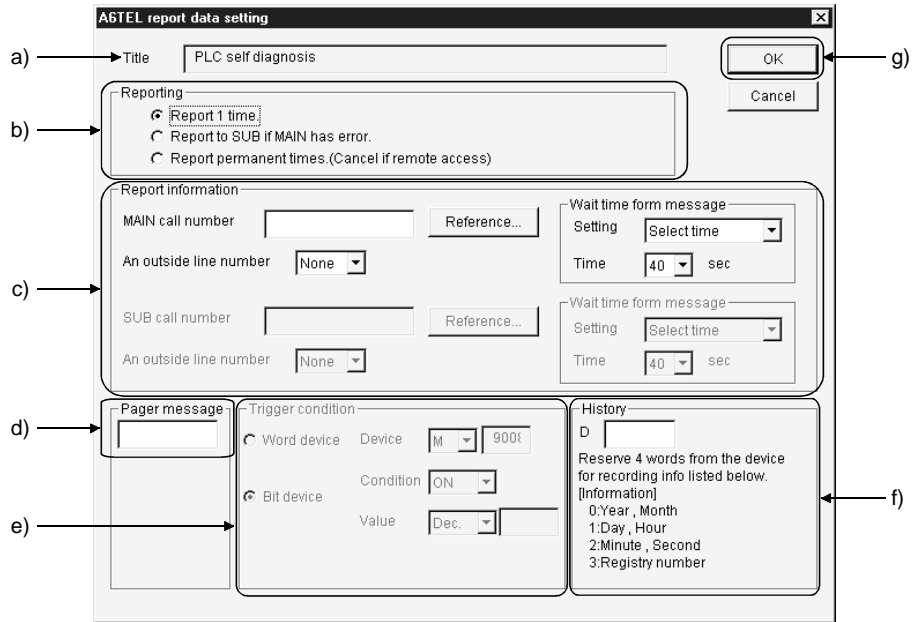 A6TEL report data setting
a) Title PLC self diagnosis OK g)
Cancel
Reporting
b) Report 1 time.
Report to SUB if MAIN has error.
Report permanent times.(Cancel if remote access)
Report information
MAIN call number Reference...
An outside line number None
Wait time form message
Setting Select time
Time 40 sec
c)
SUB call number Reference...
An outside line number None
Wait time form message
Setting Select time
Time 40 sec
d) Pager message
e) Trigger condition
Word device Device M 9008
Bit device Condition ON
Value Dec.
f) History
D
Reserve 4 words from the device
for recording info listed below.
[Information]
0:Year , Month
1:Day , Hour
2:Minute , Second
3:Registry number